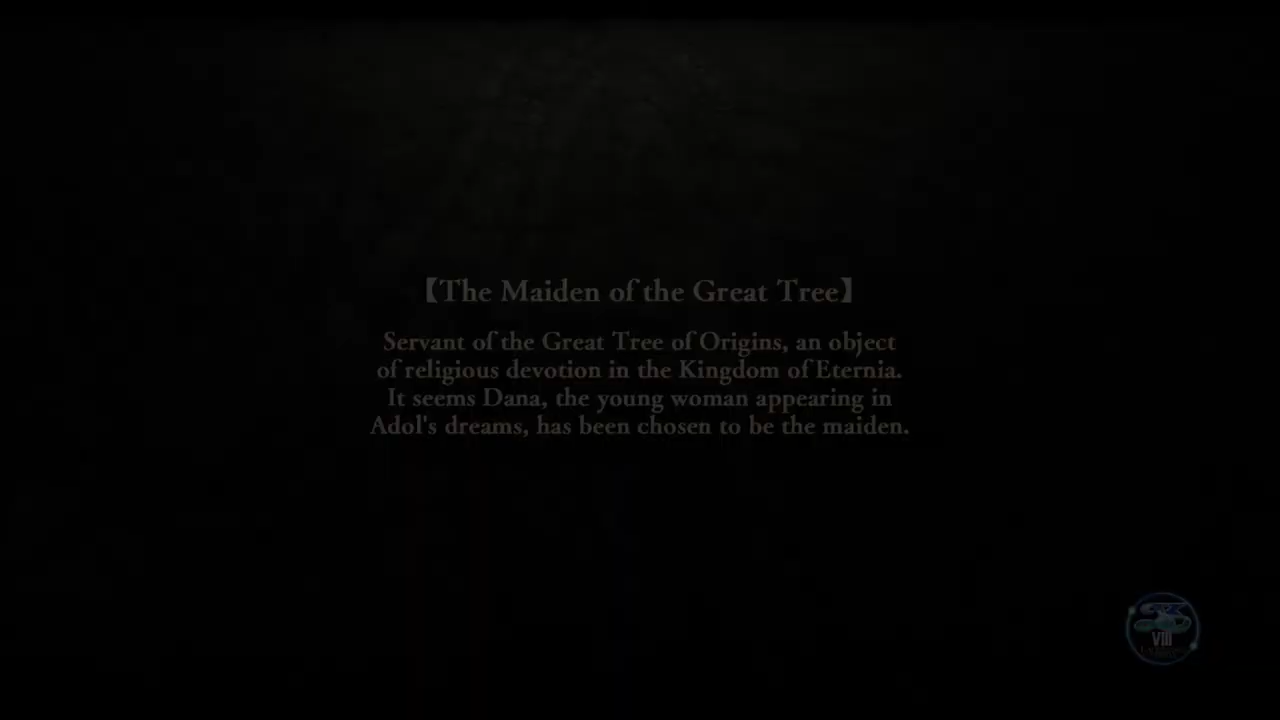 【The Maiden of the Great Tree】
Servant of the Great Tree of Origins, an object
of religious devotion in the Kingdom of Eternia.
It seems Dana, the young woman appearing in
Adol's dreams, has been chosen to be the maiden.
Ys
VIII